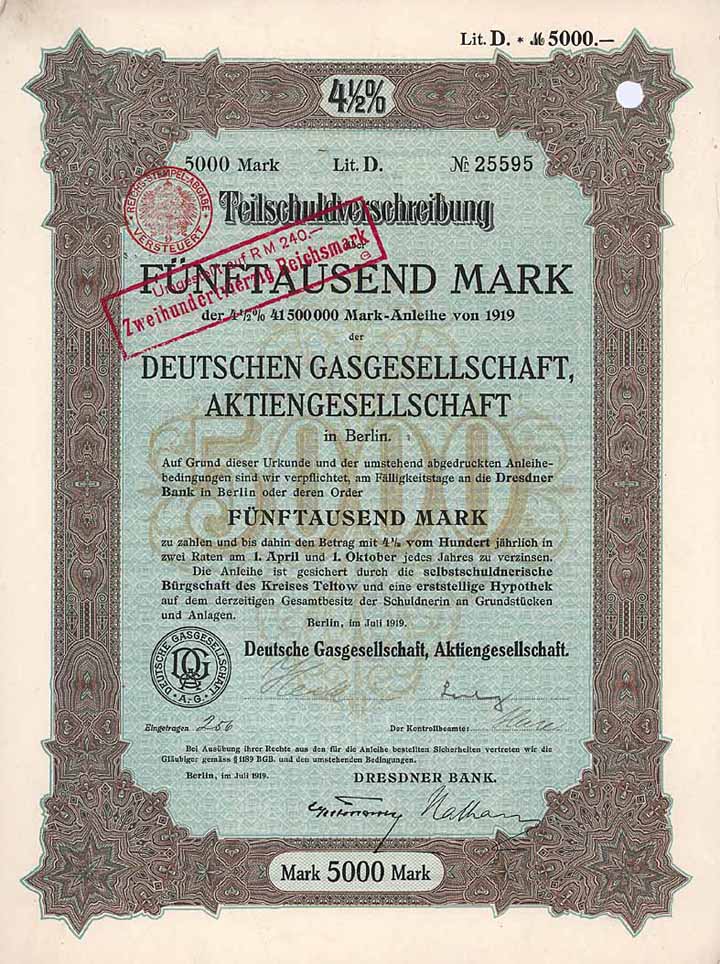 Lit. D. * ℳ 5000.—
4½%
5000 Mark Lit. D. № 25595
REICHS-STEMPEL-ABGABE
VERSTEUERT
Teilschuldverschreibung
über
Umgestellt auf RM 240.—
Zweihundertvierzig Reichsmark
G
FÜNFTAUSEND MARK
der 4½% 41500000 Mark-Anleihe von 1919
der
DEUTSCHEN GASGESELLSCHAFT,
AKTIENGESELLSCHAFT
in Berlin.
5000
Auf Grund dieser Urkunde und der umstehend abgedruckten Anleihe-
bedingungen sind wir verpflichtet, am Fälligkeitstage an die Dresdner
Bank in Berlin oder deren Order
FÜNFTAUSEND MARK
zu zahlen und bis dahin den Betrag mit 4½ vom Hundert jährlich in
zwei Raten am 1. April und 1. Oktober jedes Jahres zu verzinsen.
Die Anleihe ist gesichert durch die selbstschuldnerische
Bürgschaft des Kreises Teltow und eine erststellige Hypothek
auf dem derzeitigen Gesamtbesitz der Schuldnerin an Grundstücken
und Anlagen.
Berlin, im Juli 1919.
DEUTSCHE GASGESELLSCHAFT
A.-G.
DGAG
Deutsche Gasgesellschaft, Aktiengesellschaft.
Eingetragen 256 Der Kontrollbeamte:
Bei Ausübung ihrer Rechte aus den für die Anleihe bestellten Sicherheiten vertreten wir die
Gläubiger gemäss § 1189 BGB. und den umstehenden Bedingungen.
Berlin, im Juli 1919. DRESDNER BANK.
Nathan
Mark 5000 Mark